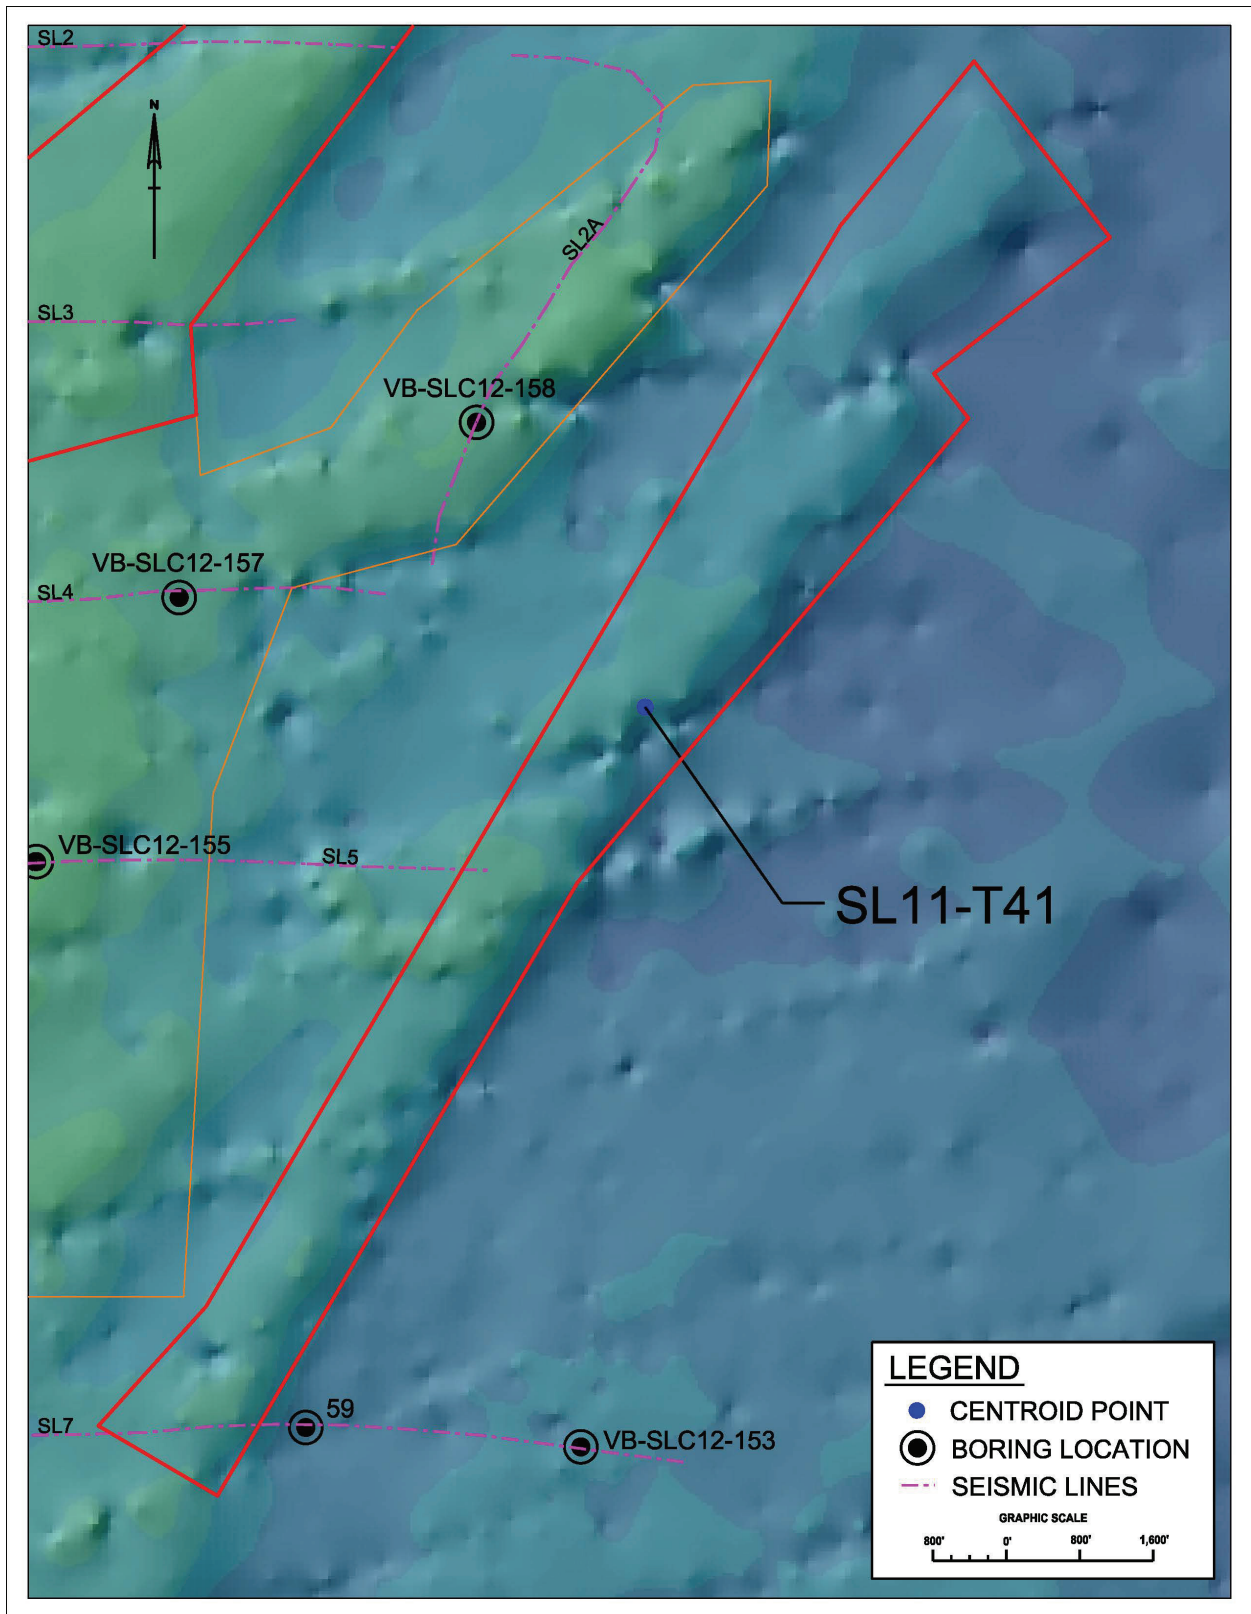 SL2
N
SL2A
SL3
VB-SLC12-158
VB-SLC12-157
SL4
VB-SLC12-155
SL5
SL11-T41
59
SL7
VB-SLC12-153
LEGEND
CENTROID POINT
BORING LOCATION
SEISMIC LINES
GRAPHIC SCALE
800' 0' 800' 1,600'